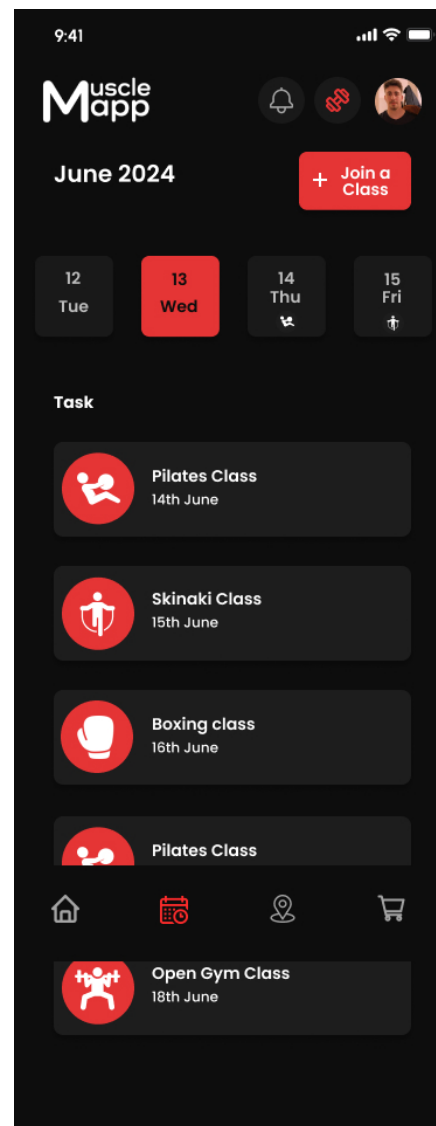 9:41
Muscle
Mapp
June 2024
+ Join a
Class
12
13
14
15
Tue
Wed
Thu
Fri
Task
Pilates Class
14th June
Skinaki Class
15th June
Boxing class
16th June
Pilates Class
Open Gym Class
18th June